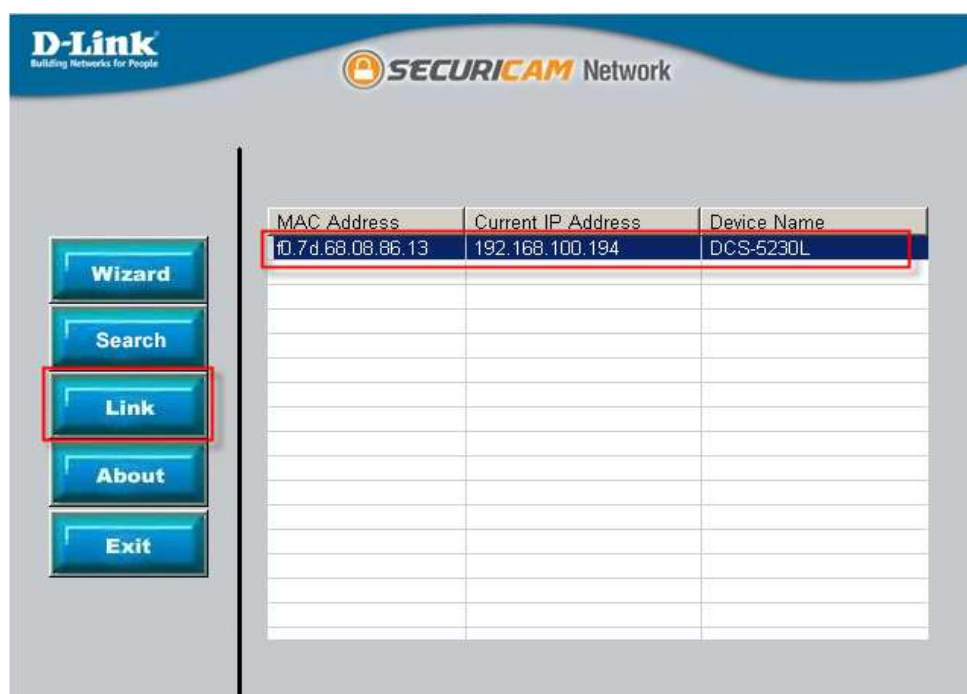 D-Link
Building Networks for People
SECURICAM Network
MAC Address Current IP Address Device Name
f0.7d.68.08.86.13 192.168.100.194 DCS-5230L
Wizard
Search
Link
About
Exit